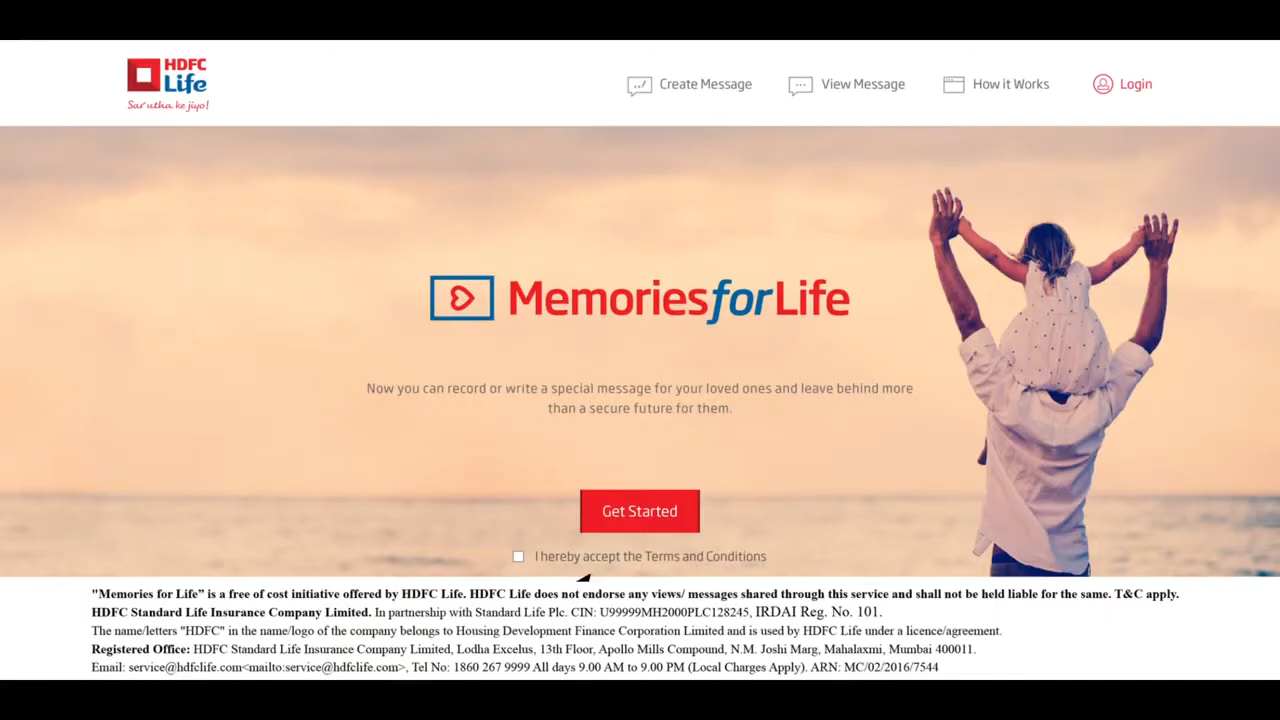 HDFC
Life
Sar utha ke jiyo!
Create Message
View Message
How it Works
Login
MemoriesforLife
Now you can record or write a special message for your loved ones and leave behind more
than a secure future for them.
Get Started
I hereby accept the Terms and Conditions
"Memories for Life” is a free of cost initiative offered by HDFC Life. HDFC Life does not endorse any views/ messages shared through this service and shall not be held liable for the same. T&C apply.
HDFC Standard Life Insurance Company Limited. In partnership with Standard Life Plc. CIN: U99999MH2000PLC128245, IRDAI Reg. No. 101.
The name/letters "HDFC" in the name/logo of the company belongs to Housing Development Finance Corporation Limited and is used by HDFC Life under a licence/agreement.
Registered Office: HDFC Standard Life Insurance Company Limited, Lodha Excelus, 13th Floor, Apollo Mills Compound, N.M. Joshi Marg, Mahalaxmi, Mumbai 400011.
Email: service@hdfclife.com<mailto:service@hdfclife.com>, Tel No: 1860 267 9999 All days 9.00 AM to 9.00 PM (Local Charges Apply). ARN: MC/02/2016/7544